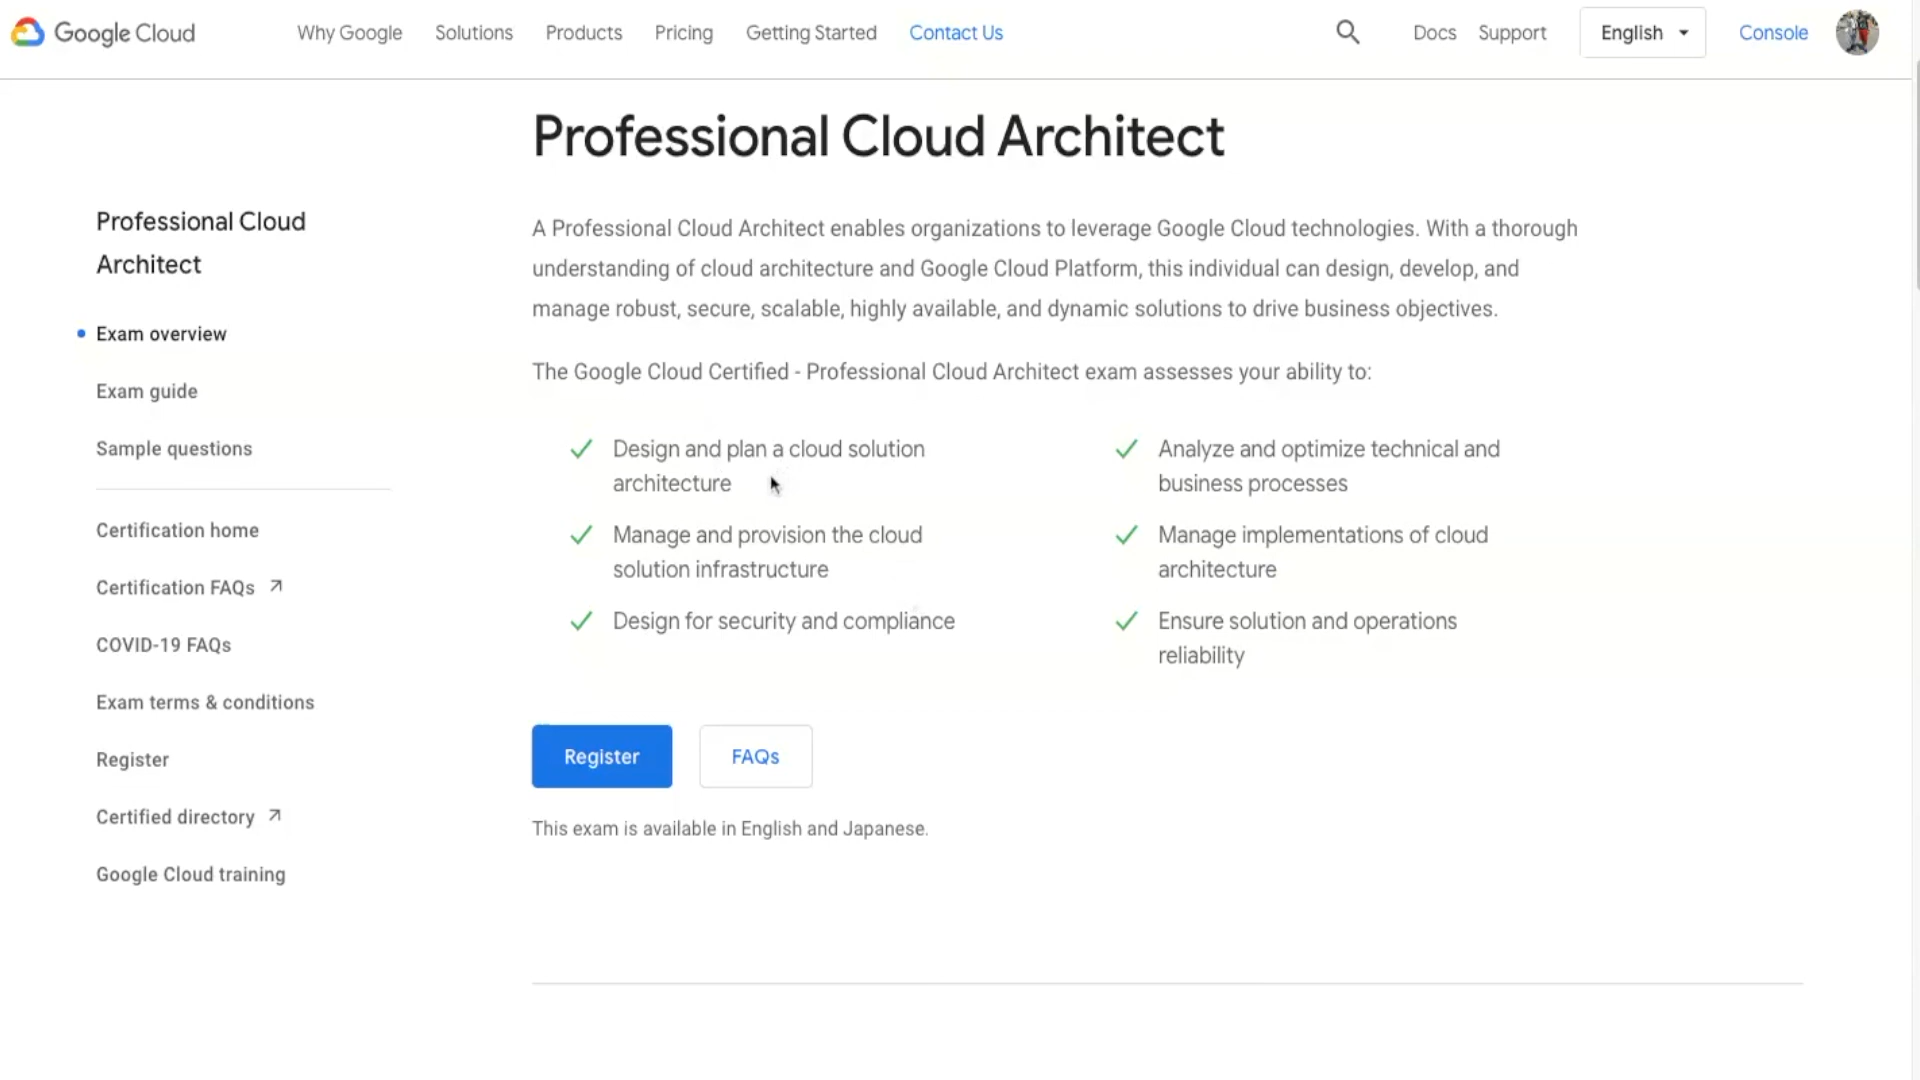 Google Cloud
Why Google
Solutions
Products
Pricing
Getting Started
Contact Us
Docs
Support
English
Console
Professional Cloud Architect
Professional Cloud
Architect
Exam overview
Exam guide
Sample questions
Certification home
Certification FAQs
COVID-19 FAQs
Exam terms & conditions
Register
Certified directory
Google Cloud training
A Professional Cloud Architect enables organizations to leverage Google Cloud technologies. With a thorough
understanding of cloud architecture and Google Cloud Platform, this individual can design, develop, and
manage robust, secure, scalable, highly available, and dynamic solutions to drive business objectives.
The Google Cloud Certified - Professional Cloud Architect exam assesses your ability to:
Design and plan a cloud solution
architecture
Manage and provision the cloud
solution infrastructure
Design for security and compliance
Analyze and optimize technical and
business processes
Manage implementations of cloud
architecture
Ensure solution and operations
reliability
Register
FAQs
This exam is available in English and Japanese.